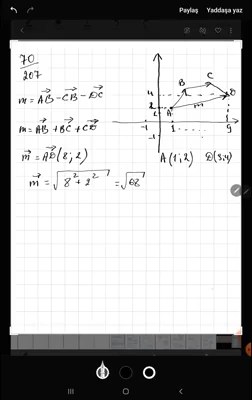 Paylaş Yaddaşa yaz
70
207
m = AB - CB - DC
m = AB + BC + CD
m = AD (8; 2)
m = √8² + 2² = √68
B C
4 D
2 A m
-1 1 9
-1
A (1; 2) D(9; 4)